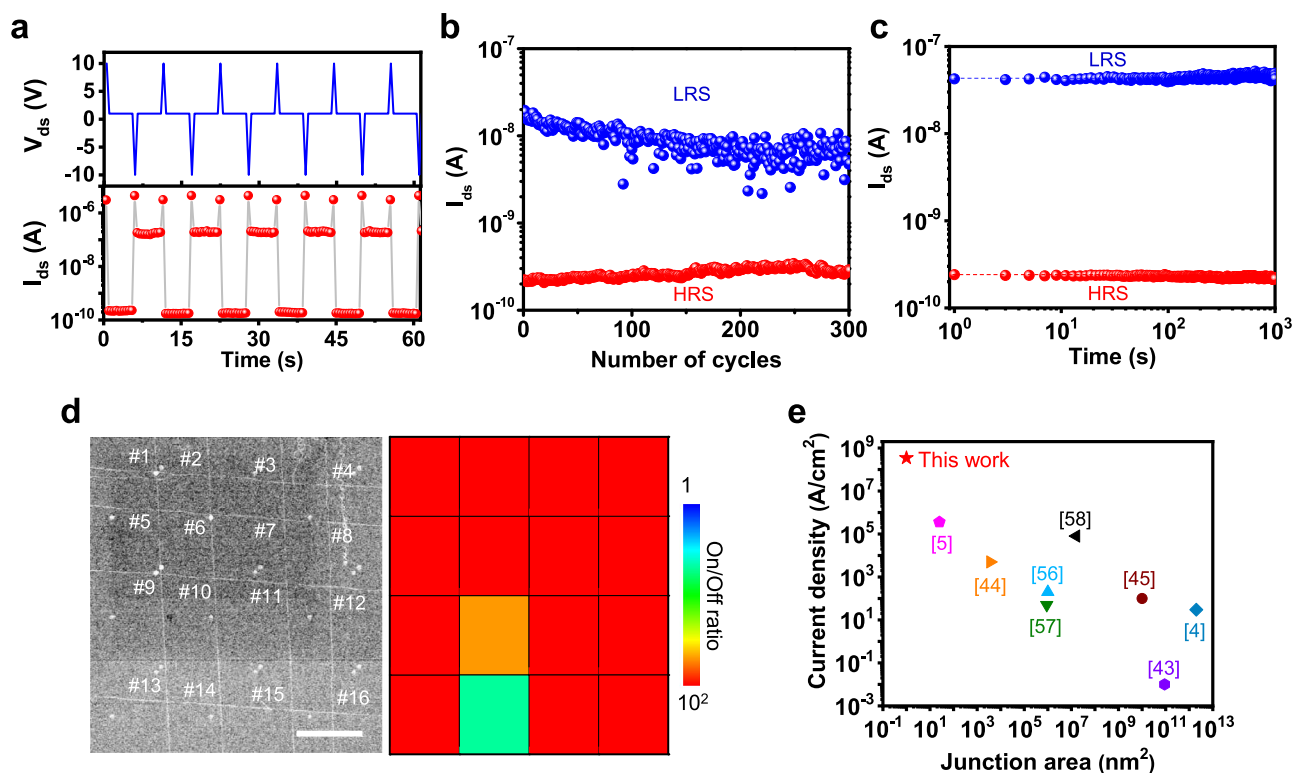 a
10
5
0
-5
-10
V_ds (V)
10^-6
10^-8
10^-10
I_ds (A)
0 15 30 45 60
Time (s)
b
10^-7
10^-8
10^-9
10^-10
I_ds (A)
LRS
HRS
0 100 200 300
Number of cycles
c
10^-7
10^-8
10^-9
10^-10
I_ds (A)
LRS
HRS
10^0 10^1 10^2 10^3
Time (s)
d
#1 #2 #3 #4
#5 #6 #7 #8
#9 #10 #11 #12
#13 #14 #15 #16
1
On/Off ratio
10^2
e
10^9
10^7
10^5
10^3
10^1
10^-1
10^-3
Current density (A/cm^2)
This work
[5]
[58]
[44]
[56]
[57]
[45]
[4]
[43]
10^-1 10^1 10^3 10^5 10^7 10^9 10^11 10^13
Junction area (nm^2)